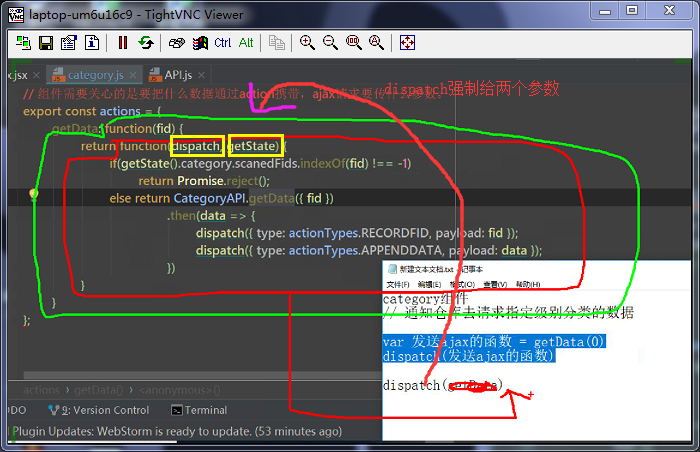 laptop-um6u16c9 - TightVNC Viewer
Ctrl Alt
x.jsx category.js API.js
dispatch强制给两个参数
// 组件需要关心的是要把什么数据通过action携带，ajax请求要传什么参数。
export const actions = {
getData: function(fid) {
return function(dispatch, getState) {
if(getState().category.scanedFids.indexOf(fid) !== -1)
return Promise.reject();
else return CategoryAPI.getData({ fid })
.then(data => {
dispatch({ type: actionTypes.RECORDFID, payload: fid });
dispatch({ type: actionTypes.APPENDDATA, payload: data });
})
}
}
};
新建文本文档.txt - 记事本
文件(F) 编辑(E) 格式(O) 查看(V) 帮助(H)
category组件
// 通知仓库去请求指定级别分类的数据
var 发送ajax的函数 = getData(0)
dispatch(发送ajax的函数)
dispatch(getData)
actions › getData() › <anonymous>()
ODO 9: Version Control Terminal
Plugin Updates: WebStorm is ready to update. (53 minutes ago)